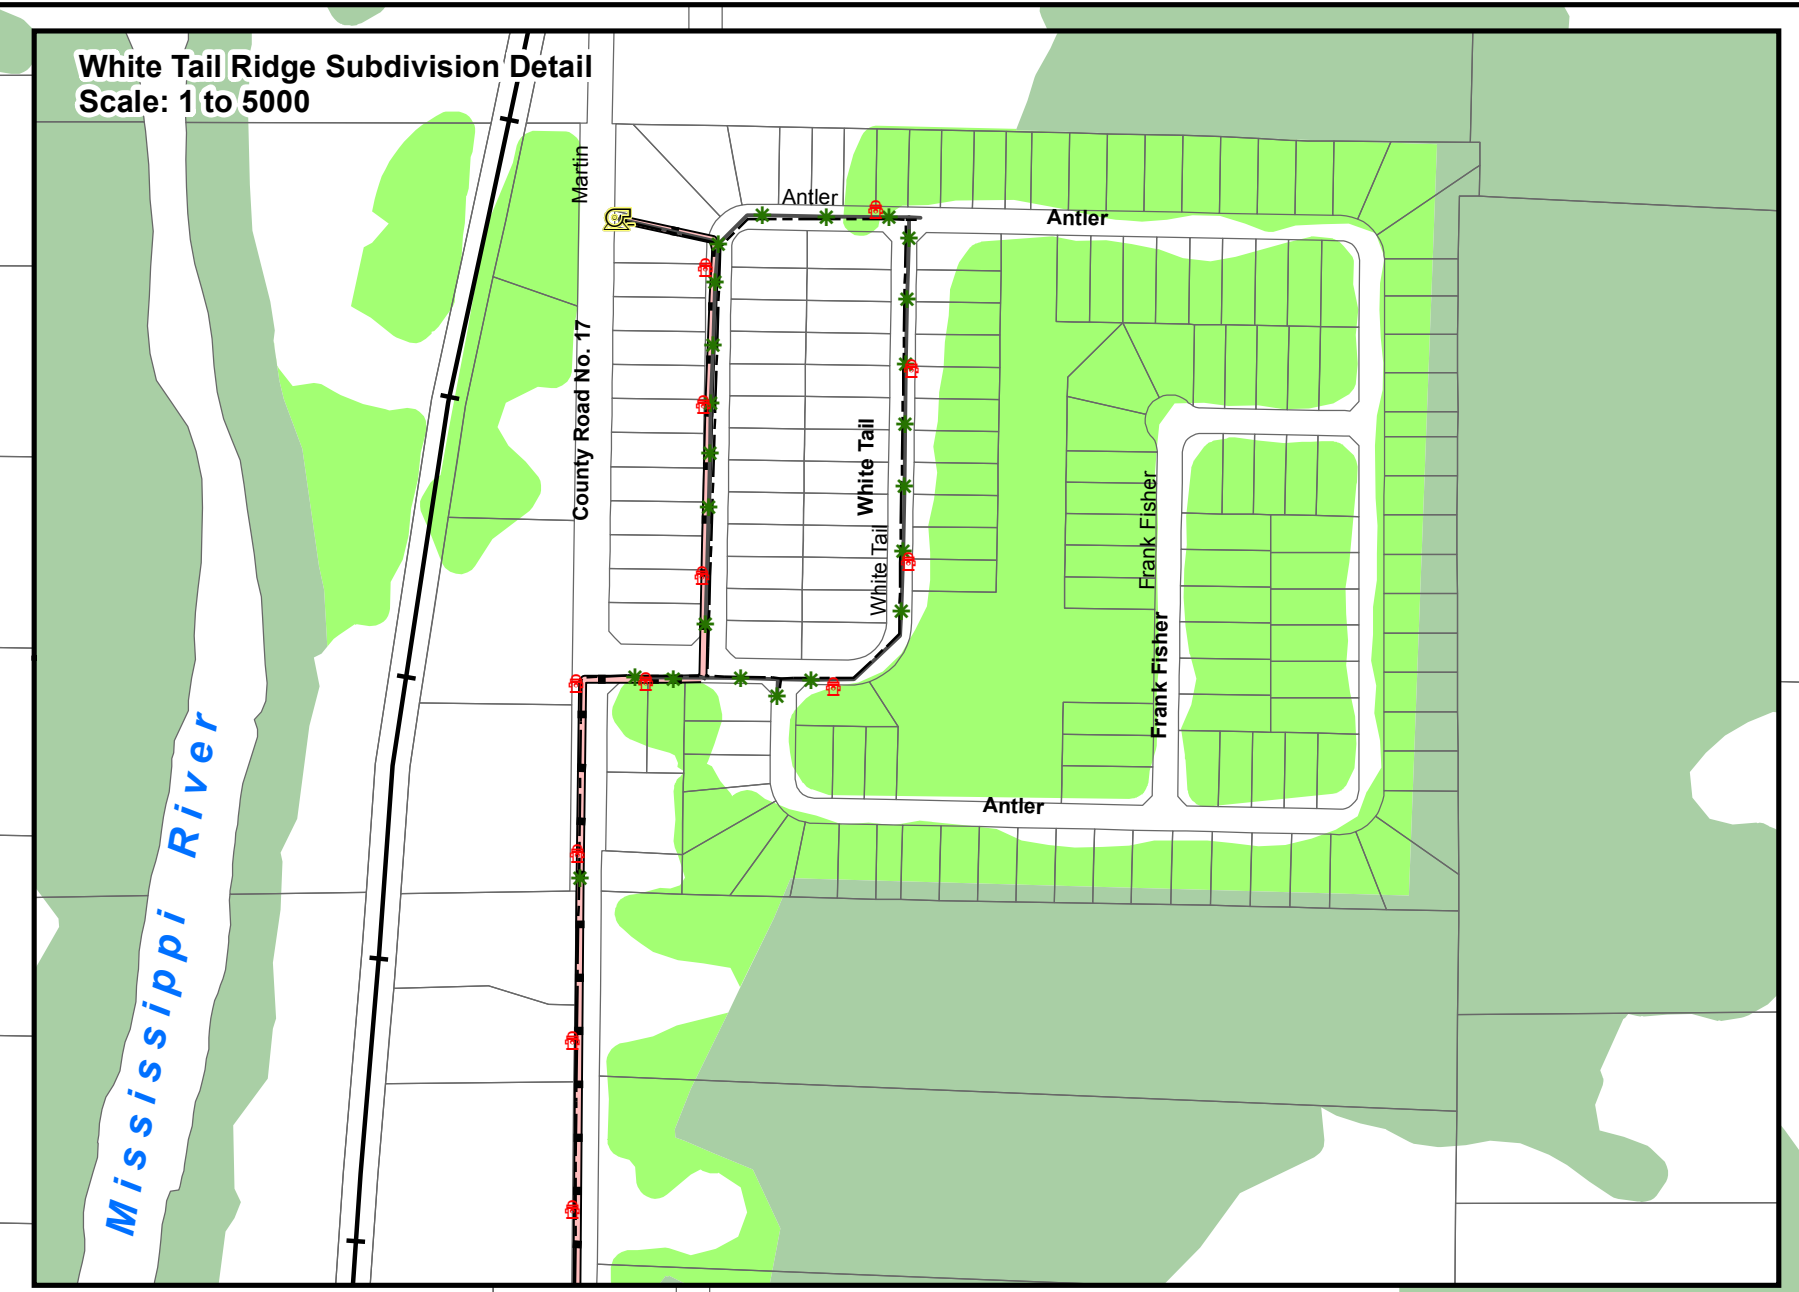 White Tail Ridge Subdivision Detail
Scale: 1 to 5000
Martin
Antler
Antler
County Road No. 17
White Tail
White Tail
Frank Fisher
Frank Fisher
Antler
Mississippi River